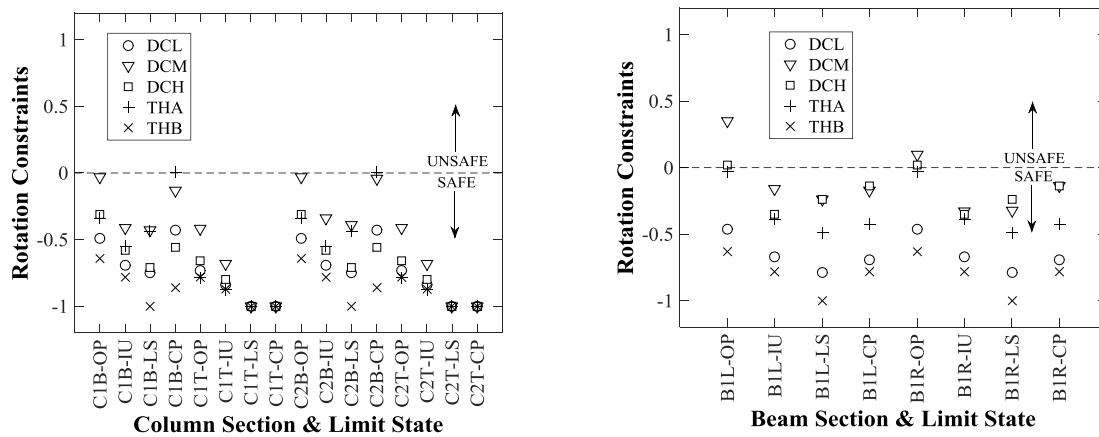 Rotation Constraints
1
0.5
0
-0.5
-1
DCL
DCM
DCH
THA
THB
UNSAFE
SAFE
C1B-OP
C1B-IU
C1B-LS
C1B-CP
C1T-OP
C1T-IU
C1T-LS
C1T-CP
C2B-OP
C2B-IU
C2B-LS
C2B-CP
C2T-OP
C2T-IU
C2T-LS
C2T-CP
Column Section & Limit State
Rotation Constraints
1
0.5
0
-0.5
-1
DCL
DCM
DCH
THA
THB
UNSAFE
SAFE
B1L-OP
B1L-IU
B1L-LS
B1L-CP
B1R-OP
B1R-IU
B1R-LS
B1R-CP
Beam Section & Limit State